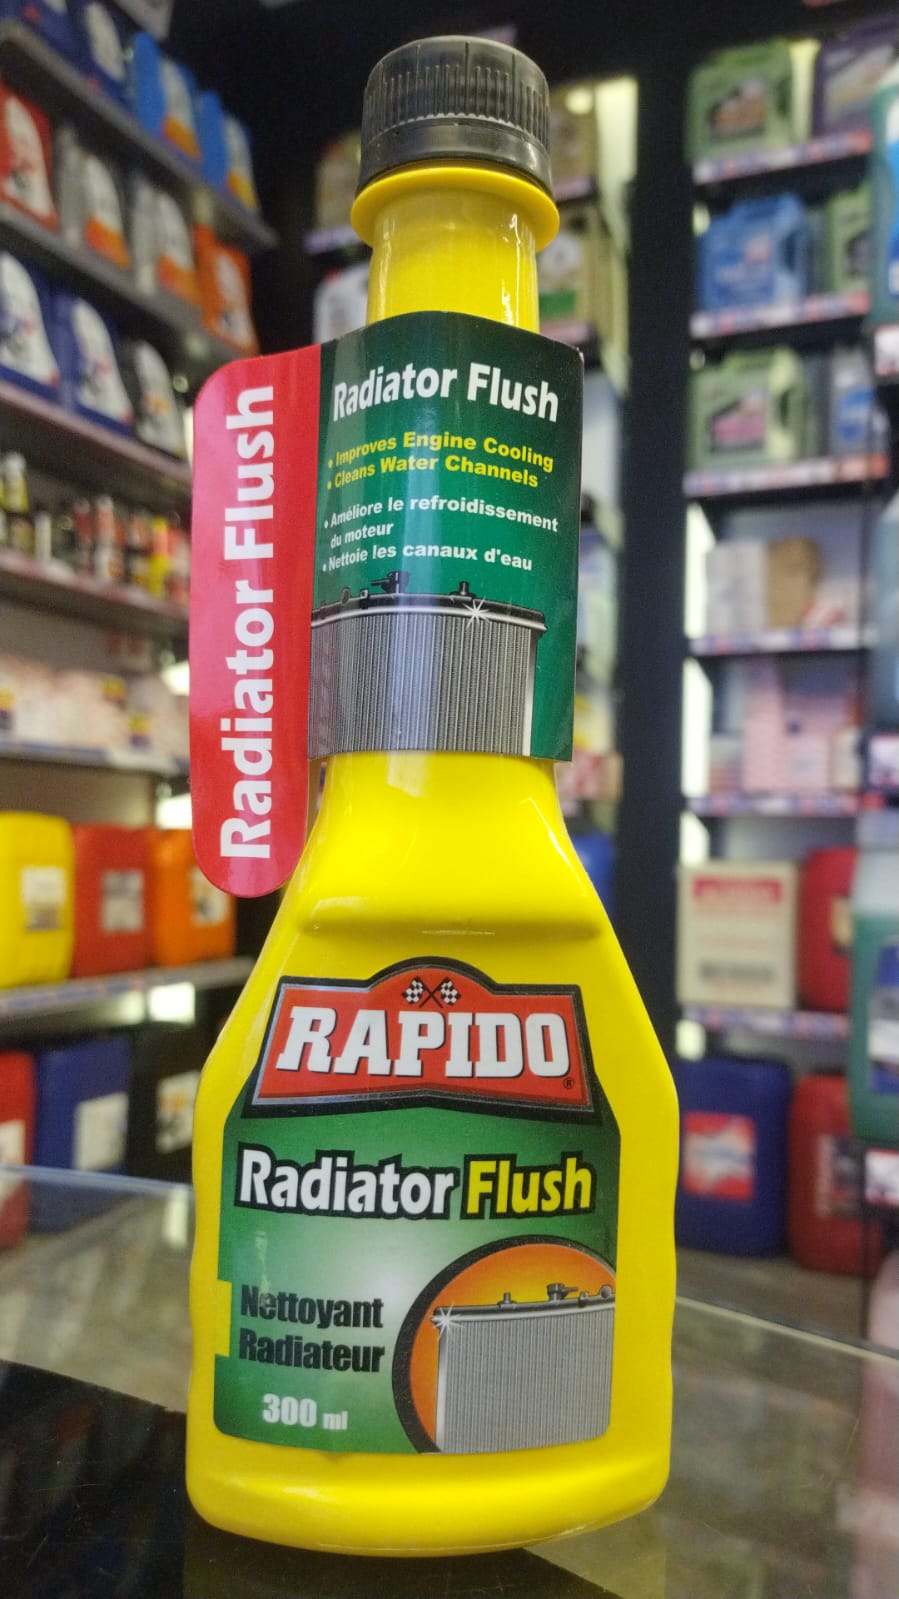 Radiator Flush
Radiator Flush
• Improves Engine Cooling
• Cleans Water Channels
• Améliore le refroidissement
du moteur
• Nettoie les canaux d'eau
RAPIDO®
Radiator Flush
Nettoyant
Radiateur
300 ml